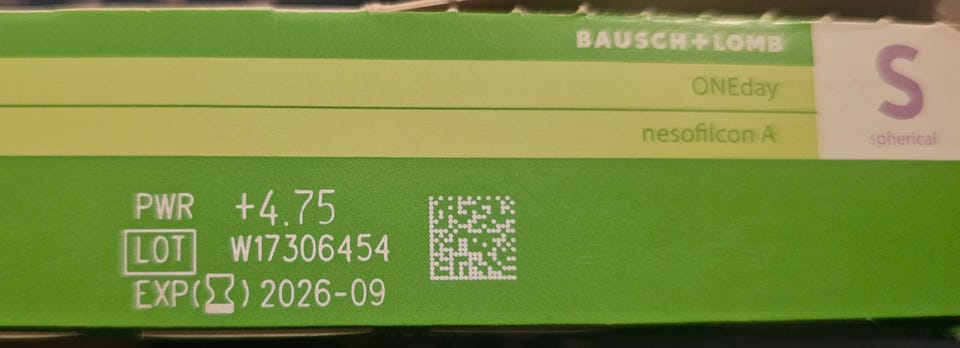 BAUSCH+LOMB
ONEday
nesofilcon A
S
spherical
PWR +4.75
LOT W17306454
EXP(⌛) 2026-09